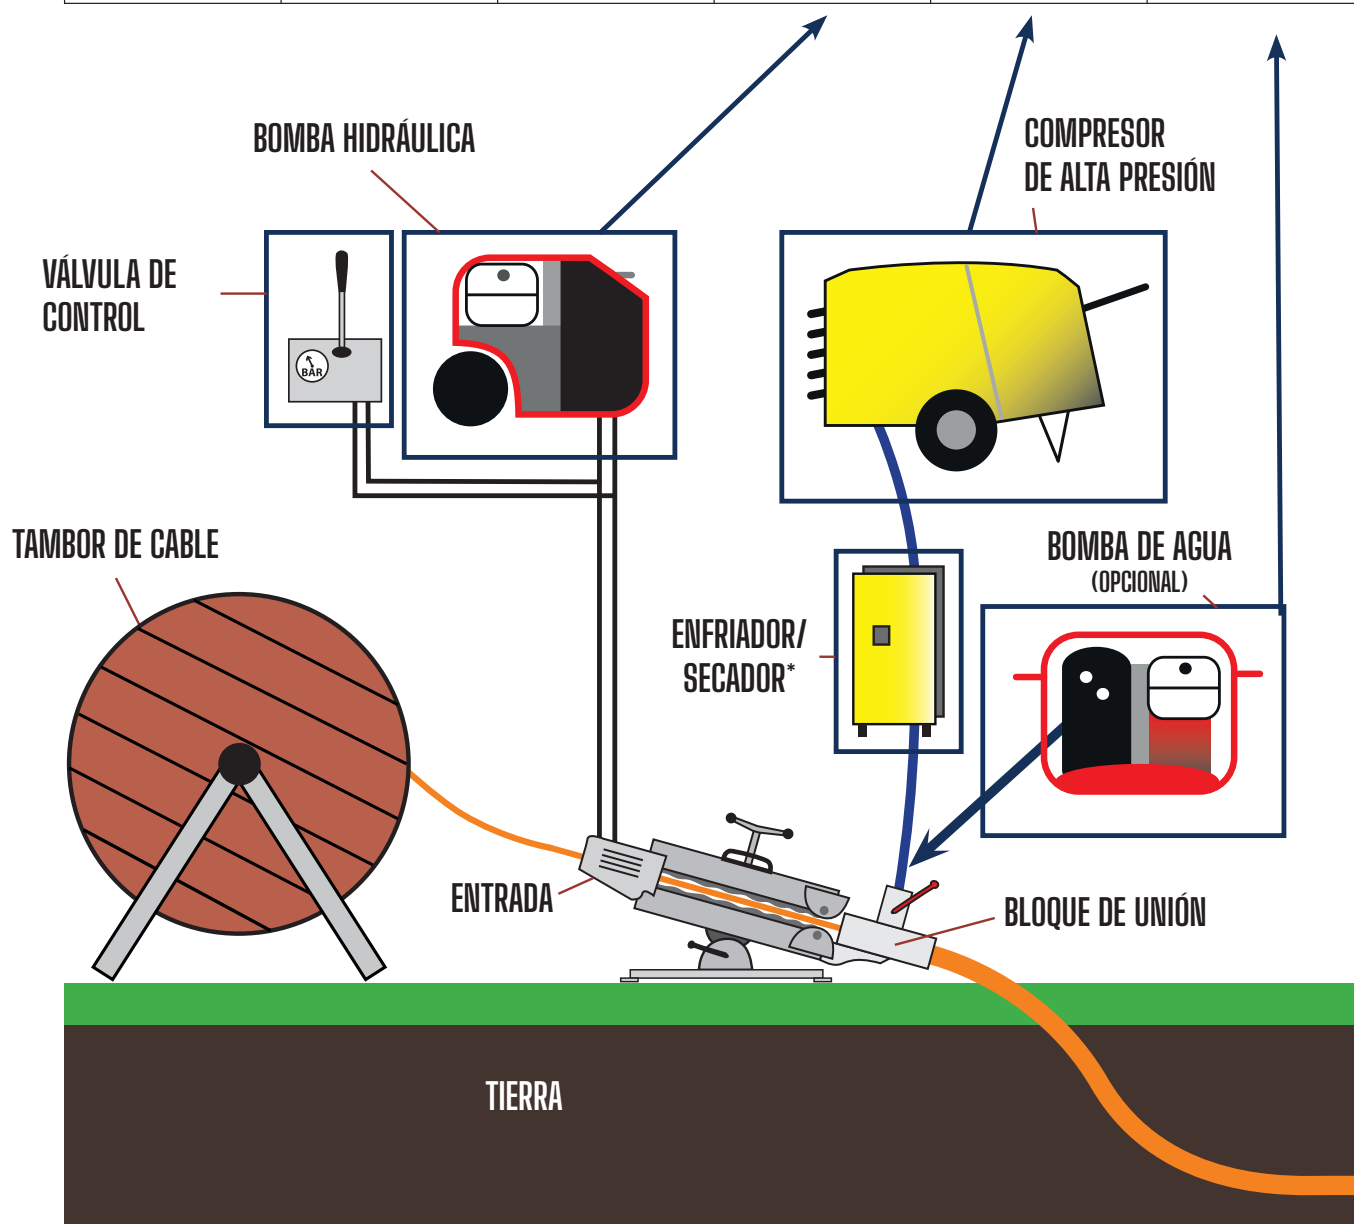 BOMBA HIDRÁULICA
COMPRESOR
DE ALTA PRESIÓN
VÁLVULA DE
CONTROL
BAR
TAMBOR DE CABLE
BOMBA DE AGUA
(OPCIONAL)
ENFRIADOR/
SECADOR*
ENTRADA
BLOQUE DE UNIÓN
TIERRA